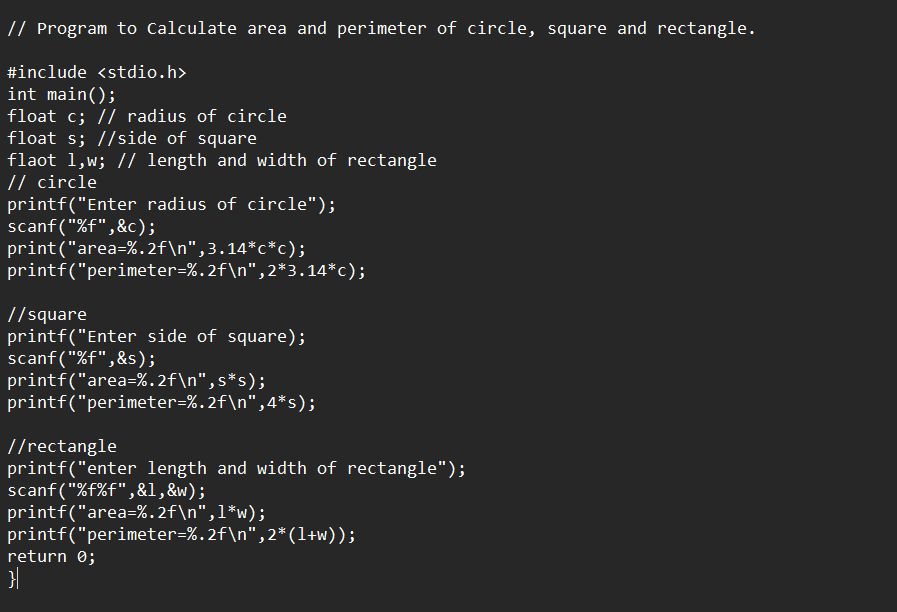 // Program to Calculate area and perimeter of circle, square and rectangle.
#include <stdio.h>
int main();
float c; // radius of circle
float s; //side of square
flaot l,w; // length and width of rectangle
// circle
printf("Enter radius of circle");
scanf("%f",&c);
print("area=%.2f\n",3.14*c*c);
printf("perimeter=%.2f\n",2*3.14*c);
//square
printf("Enter side of square);
scanf("%f",&s);
printf("area=%.2f\n",s*s);
printf("perimeter=%.2f\n",4*s);
//rectangle
printf("enter length and width of rectangle");
scanf("%f%f",&l,&w);
printf("area=%.2f\n",l*w);
printf("perimeter=%.2f\n",2*(l+w));
return 0;
}